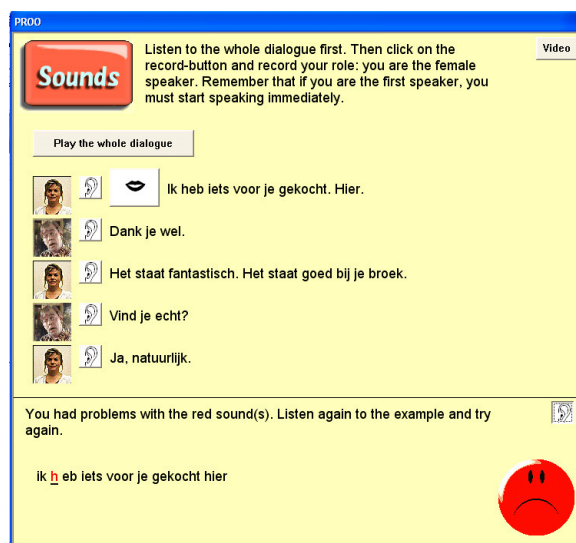 PROO
Listen to the whole dialogue first. Then click on the
record-button and record your role: you are the female
speaker. Remember that if you are the first speaker, you
must start speaking immediately.
Video
Sounds
Play the whole dialogue
Ik heb iets voor je gekocht. Hier.
Dank je wel.
Het staat fantastisch. Het staat goed bij je broek.
Vind je echt?
Ja, natuurlijk.
You had problems with the red sound(s). Listen again to the example and try
again.
ik h eb iets voor je gekocht hier